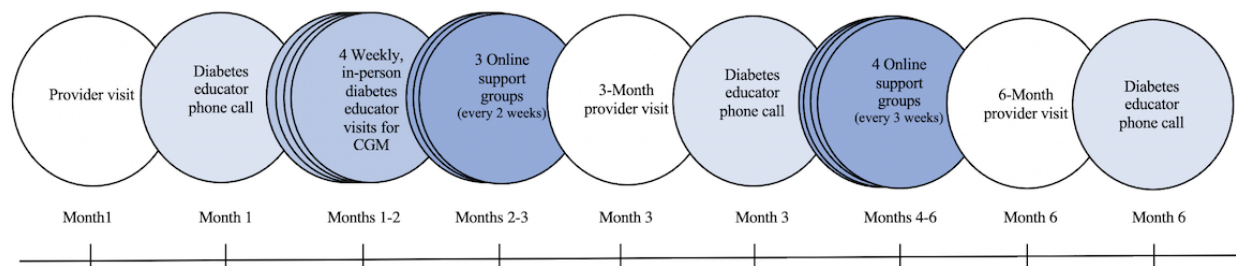 Provider visit
Diabetes
educator
phone call
4 Weekly,
in-person
diabetes
educator
visits for
CGM
3 Online
support
groups
(every 2 weeks)
3-Month
provider visit
Diabetes
educator
phone call
4 Online
support
groups
(every 3 weeks)
6-Month
provider visit
Diabetes
educator
phone call
Month1
Month 1
Months 1-2
Months 2-3
Month 3
Month 3
Months 4-6
Month 6
Month 6